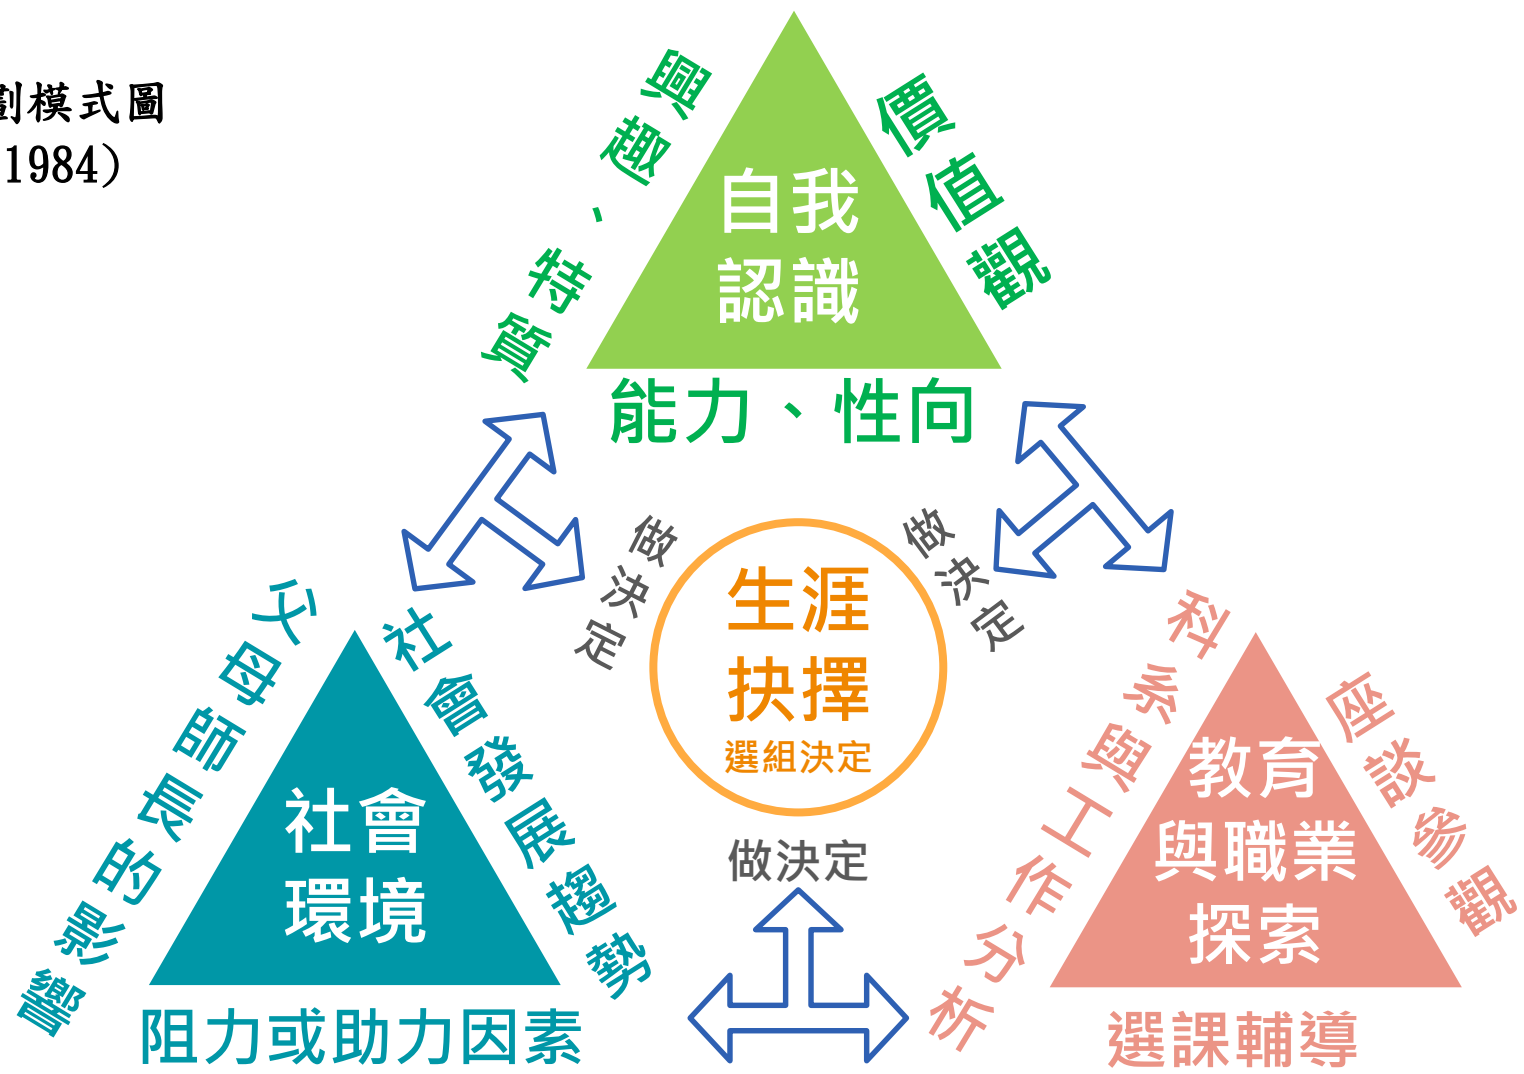 劃模式圖
1984)
興趣、特質
價值觀
自我
認識
能力、性向
做決定
做決定
生涯
抉擇
選組決定
做決定
父母師長的影響
社會發展趨勢
社會
環境
阻力或助力因素
科系與工作分析
座談參觀
教育
與職業
探索
選課輔導